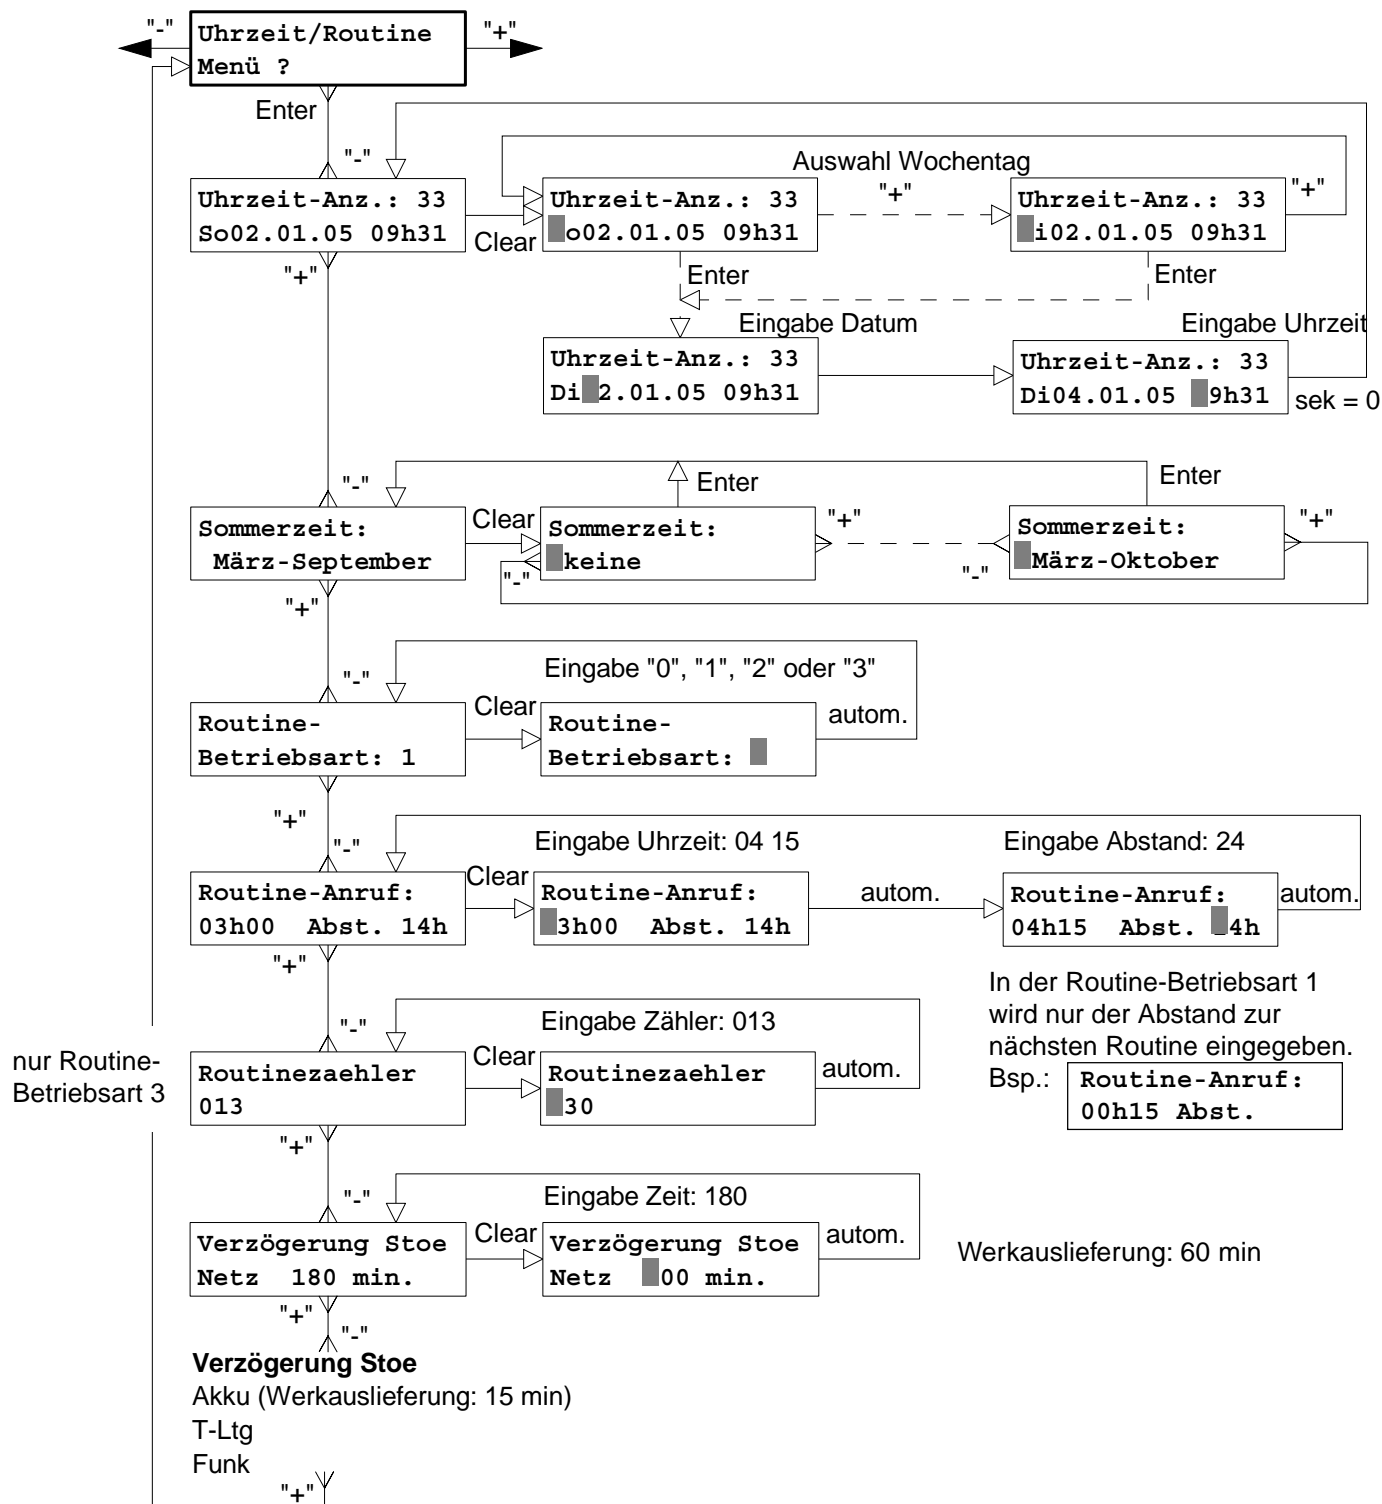 "-"
Uhrzeit/Routine
Menü ?
"+"
Enter
"-"
Auswahl Wochentag
Uhrzeit-Anz.: 33
So02.01.05 09h31
Clear
Uhrzeit-Anz.: 33
o02.01.05 09h31
"+"
Uhrzeit-Anz.: 33
i02.01.05 09h31
"+"
"+"
Enter
Enter
Eingabe Datum
Eingabe Uhrzeit
Uhrzeit-Anz.: 33
Di 2.01.05 09h31
Uhrzeit-Anz.: 33
Di04.01.05  9h31
sek = 0
"-"
Enter
Enter
Sommerzeit:
März-September
Clear
Sommerzeit:
keine
"+"
"-"
Sommerzeit:
März-Oktober
"+"
"-"
"+"
"-"
Eingabe "0", "1", "2" oder "3"
Routine-
Betriebsart: 1
Clear
Routine-
Betriebsart:
autom.
"+"
"-"
Eingabe Uhrzeit: 04 15
Eingabe Abstand: 24
Routine-Anruf:
03h00  Abst. 14h
Clear
Routine-Anruf:
3h00  Abst. 14h
autom.
Routine-Anruf:
04h15  Abst.  4h
autom.
"+"
In der Routine-Betriebsart 1
wird nur der Abstand zur
nächsten Routine eingegeben.
Bsp.:
Routine-Anruf:
00h15 Abst.
"-"
Eingabe Zähler: 013
nur Routine-
Betriebsart 3
Routinezaehler
013
Clear
Routinezaehler
30
autom.
"+"
"-"
Eingabe Zeit: 180
Verzögerung Stoe
Netz  180 min.
Clear
Verzögerung Stoe
Netz   00 min.
autom.
Werkauslieferung: 60 min
"+"
"-"
Verzögerung Stoe
Akku (Werkauslieferung: 15 min)
T-Ltg
Funk
"+"